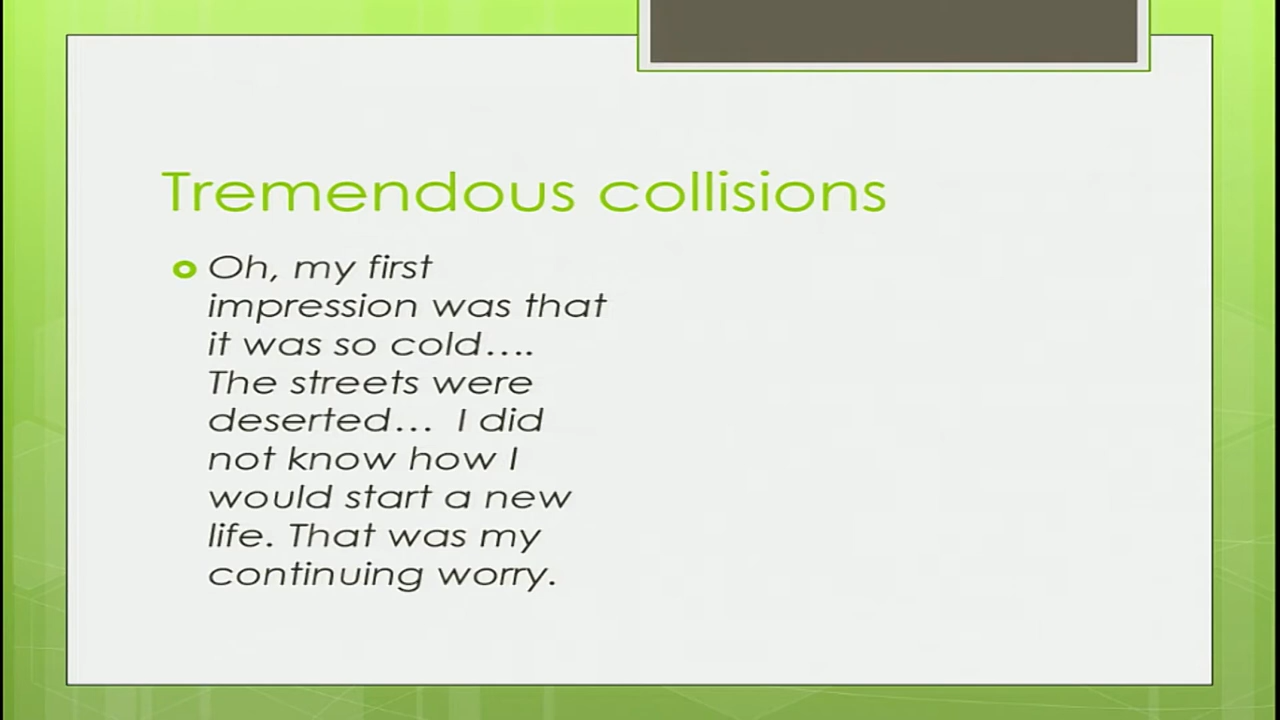 Tremendous collisions
Oh, my first
impression was that
it was so cold….
The streets were
deserted… I did
not know how I
would start a new
life. That was my
continuing worry.